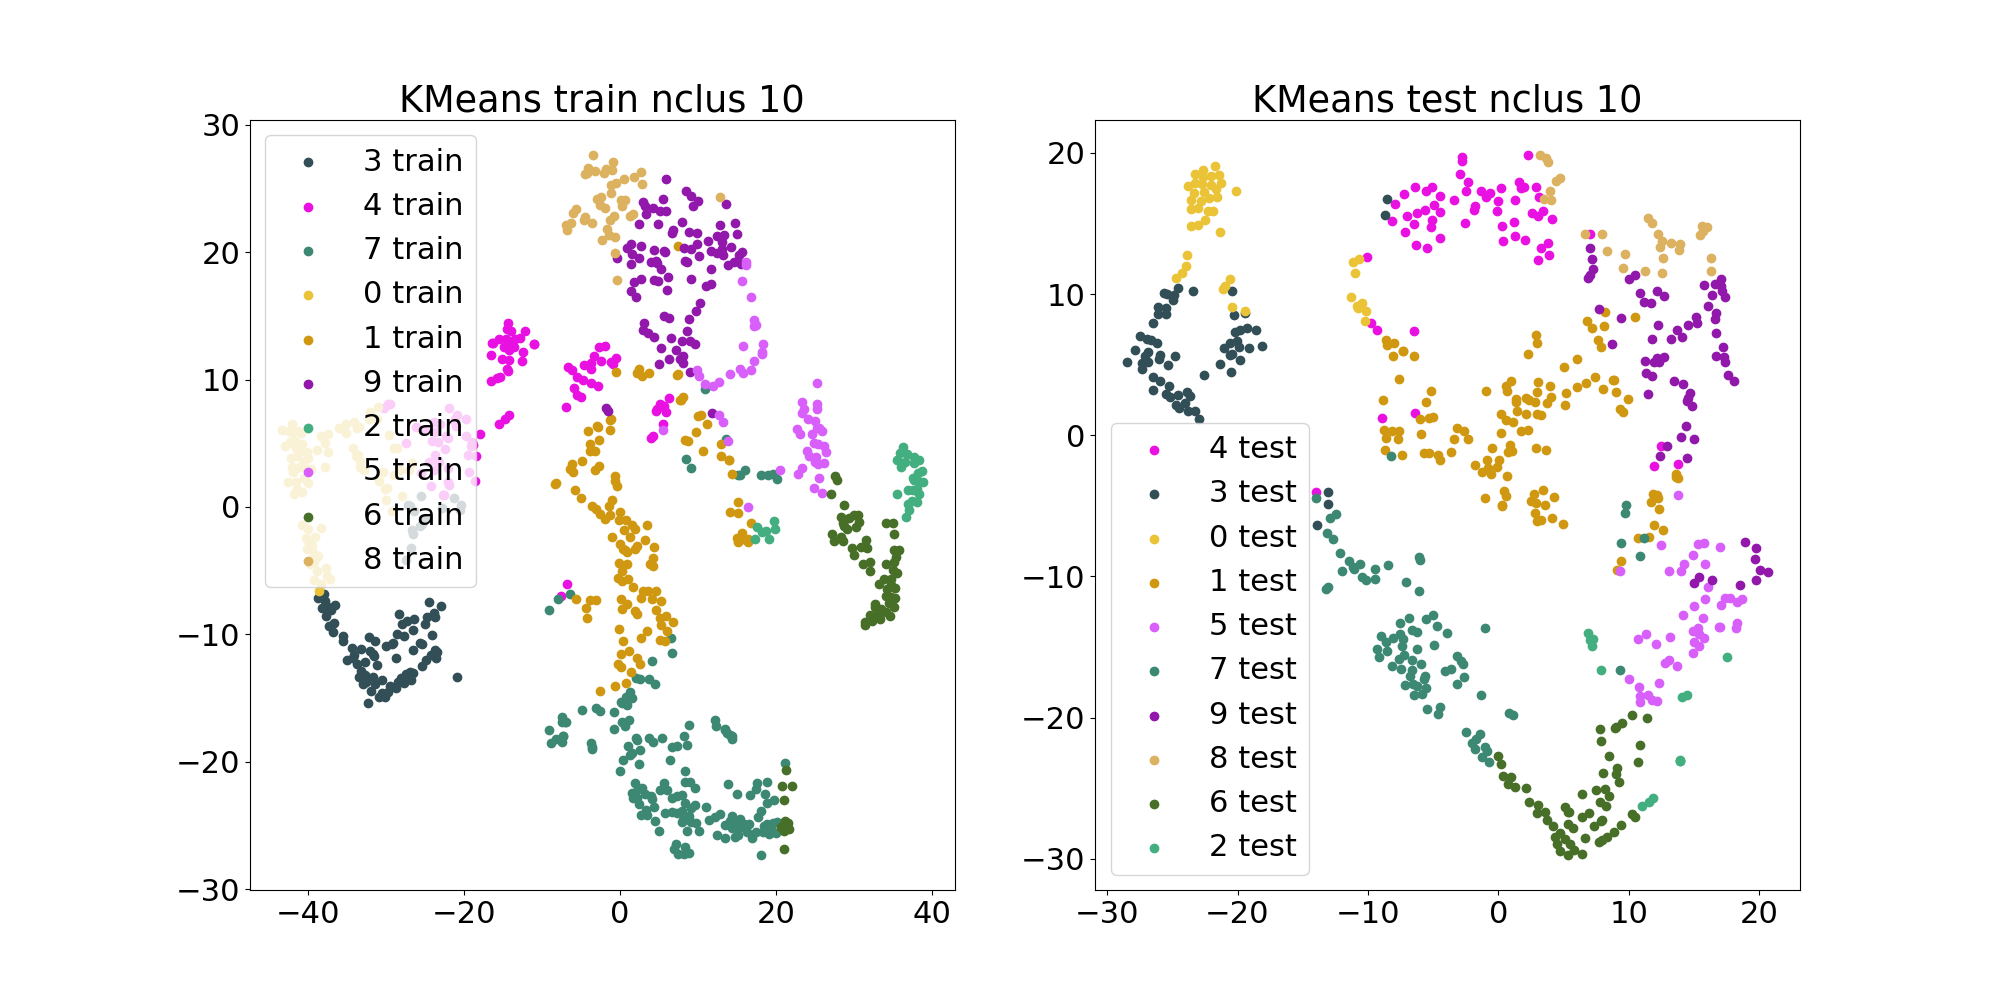 KMeans train nclus 10
30
20
10
0
−10
−20
−30
−40
−20
0
20
40
3 train
4 train
7 train
0 train
1 train
9 train
2 train
5 train
6 train
8 train
KMeans test nclus 10
20
10
0
−10
−20
−30
−30
−20
−10
0
10
20
4 test
3 test
0 test
1 test
5 test
7 test
9 test
8 test
6 test
2 test